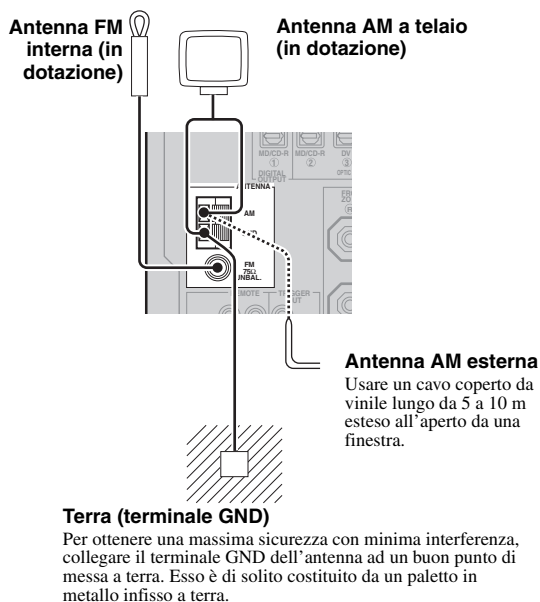 Antenna FM
interna (in
dotazione)
Antenna AM a telaio
(in dotazione)
MD/CD-R
MD/CD-R
①
②
③
DIGITAL
OUTPUT
ANTENNA
AM
FM
75Ω
UNBAL.
REMOTE
Antenna AM esterna
Usare un cavo coperto da
vinile lungo da 5 a 10 m
esteso all'aperto da una
finestra.
Terra (terminale GND)
Per ottenere una massima sicurezza con minima interferenza,
collegare il terminale GND dell'antenna ad un buon punto di
messa a terra. Esso è di solito costituito da un paletto in
metallo infisso a terra.